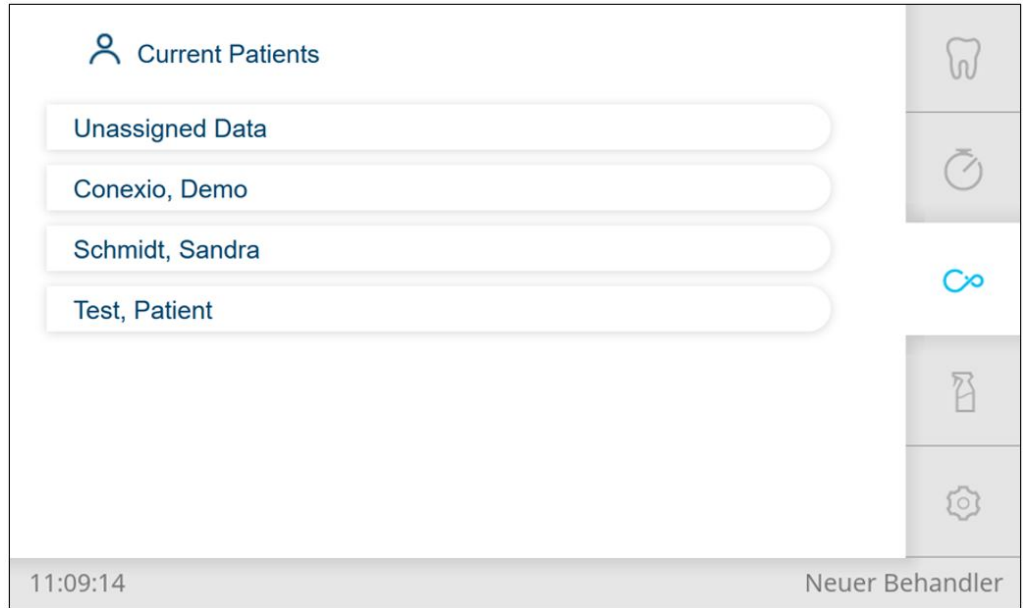 Current Patients
Unassigned Data
Conexio, Demo
Schmidt, Sandra
Test, Patient
11:09:14
Neuer Behandler